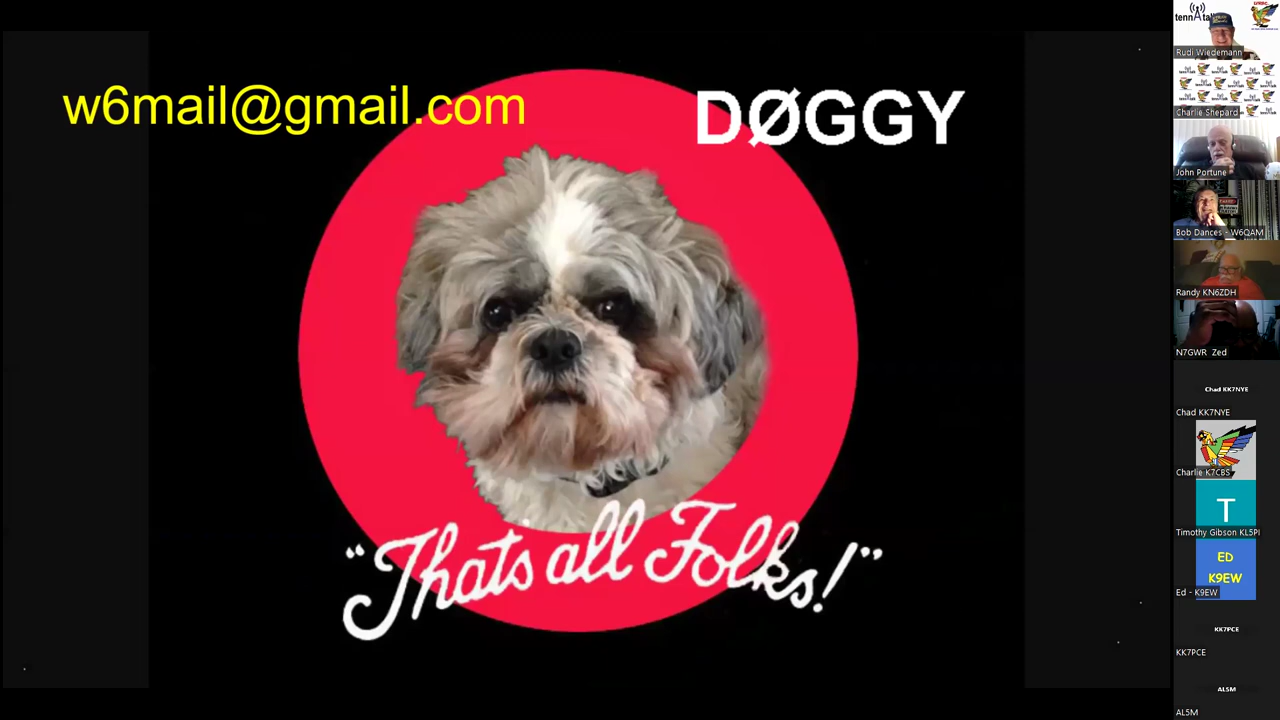 w6mail@gmail.com
DØGGY
“Thats all Folks!”
tennAtalk
Rudi Wiedemann
Charlie Shepard
John Portune
Bob Dances - W6QAM
Randy KN6ZDH
N7GWR Zed
Chad KK7NYE
Chad KK7NYE
Charlie K7CBS
T
Timothy Gibson KL5PI
ED
K9EW
Ed - K9EW
KK7PCE
KK7PCE
AL5M
AL5M